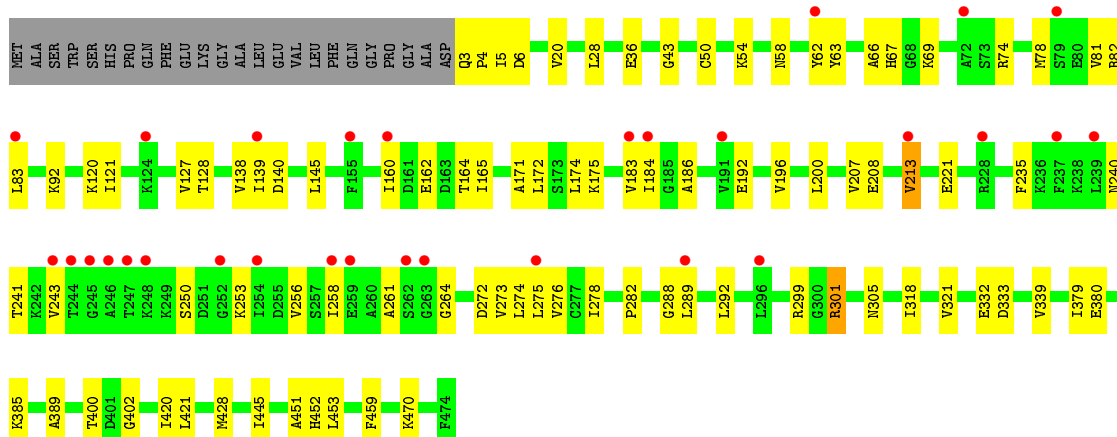 MET ALA SER TRP SER HIS PRO GLN PHE GLU LYS GLY ALA LEU GLU VAL LEU PHE GLN GLY PRO GLY ALA ASP Q3 P4 I5 D6 V20 L28 E36 G43 C50 K54 N58 Y62 Y63 A66 H67 G68 K69 A72 S73 R74 M78 S79 E80 V81 R82
L83 K92 K120 I121 K124 V127 T128 V138 I139 D140 L145 F155 I160 D161 E162 D163 T164 I165 A171 L172 S173 L174 K175 V183 I184 G185 A186 V191 E192 V196 L200 V207 E208 V213 E221 R228 F235 K236 F237 K238 L239 N240
T241 K242 V243 T244 G245 A246 T247 K248 K249 S250 D251 G252 K253 I254 D255 V256 S257 I258 E259 A260 A261 S262 G263 G264 D272 V273 L274 L275 V276 C277 I278 P282 G288 L289 L292 L296 R299 G300 R301 N305 I318 V321 E332 D333 V339 I379 E380
K385 A389 T400 D401 G402 I420 L421 M428 I445 A451 H452 L453 F459 K470 F474